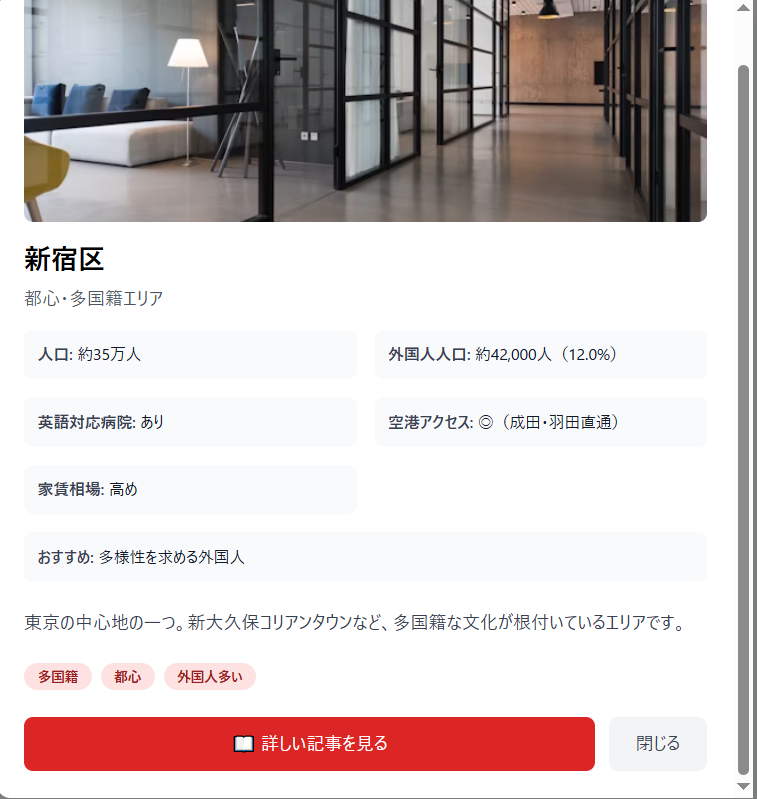 新宿区
都心・多国籍エリア
人口: 約35万人
外国人人口: 約42,000人（12.0%）
英語対応病院: あり
空港アクセス: ◎（成田・羽田直通）
家賃相場: 高め
おすすめ: 多様性を求める外国人
東京の中心地の一つ。新大久保コリアンタウンなど、多国籍な文化が根付いているエリアです。
多国籍 都心 外国人多い
📖 詳しい記事を見る 閉じる